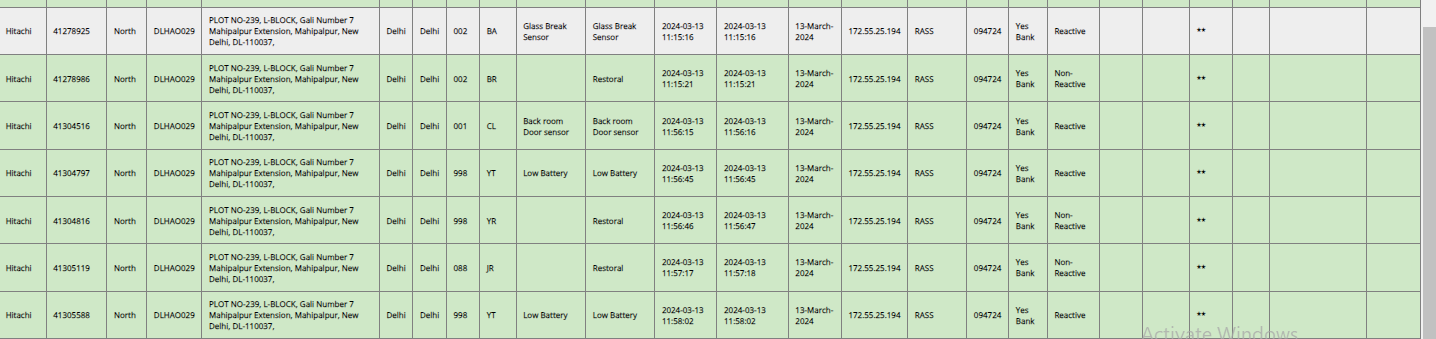 Hitachi 41278925 North DLHAO029 PLOT NO-239, L-BLOCK, Gali Number 7 Mahipalpur Extension, Mahipalpur, New Delhi, DL-110037, Delhi Delhi 002 BA Glass Break Sensor Glass Break Sensor 2024-03-13 11:15:16 2024-03-13 11:15:16 13-March-2024 172.55.25.194 RASS 094724 Yes Bank Reactive **
Hitachi 41278986 North DLHAO029 PLOT NO-239, L-BLOCK, Gali Number 7 Mahipalpur Extension, Mahipalpur, New Delhi, DL-110037, Delhi Delhi 002 BR Restoral 2024-03-13 11:15:21 2024-03-13 11:15:21 13-March-2024 172.55.25.194 RASS 094724 Yes Bank Non-Reactive **
Hitachi 41304516 North DLHAO029 PLOT NO-239, L-BLOCK, Gali Number 7 Mahipalpur Extension, Mahipalpur, New Delhi, DL-110037, Delhi Delhi 001 CL Back room Door sensor Back room Door sensor 2024-03-13 11:56:15 2024-03-13 11:56:16 13-March-2024 172.55.25.194 RASS 094724 Yes Bank Reactive **
Hitachi 41304797 North DLHAO029 PLOT NO-239, L-BLOCK, Gali Number 7 Mahipalpur Extension, Mahipalpur, New Delhi, DL-110037, Delhi Delhi 998 YT Low Battery Low Battery 2024-03-13 11:56:45 2024-03-13 11:56:45 13-March-2024 172.55.25.194 RASS 094724 Yes Bank Reactive **
Hitachi 41304816 North DLHAO029 PLOT NO-239, L-BLOCK, Gali Number 7 Mahipalpur Extension, Mahipalpur, New Delhi, DL-110037, Delhi Delhi 998 YR Restoral 2024-03-13 11:56:46 2024-03-13 11:56:47 13-March-2024 172.55.25.194 RASS 094724 Yes Bank Non-Reactive **
Hitachi 41305119 North DLHAO029 PLOT NO-239, L-BLOCK, Gali Number 7 Mahipalpur Extension, Mahipalpur, New Delhi, DL-110037, Delhi Delhi 088 JR Restoral 2024-03-13 11:57:17 2024-03-13 11:57:18 13-March-2024 172.55.25.194 RASS 094724 Yes Bank Non-Reactive **
Hitachi 41305588 North DLHAO029 PLOT NO-239, L-BLOCK, Gali Number 7 Mahipalpur Extension, Mahipalpur, New Delhi, DL-110037, Delhi Delhi 998 YT Low Battery Low Battery 2024-03-13 11:58:02 2024-03-13 11:58:02 13-March-2024 172.55.25.194 RASS 094724 Yes Bank Reactive **
Activate Windows